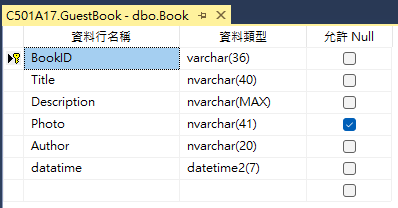 C501A17.GuestBook - dbo.Book
資料行名稱 資料類型 允許 Null
BookID varchar(36)
Title nvarchar(40)
Description nvarchar(MAX)
Photo nvarchar(41)
Author nvarchar(20)
datatime datetime2(7)